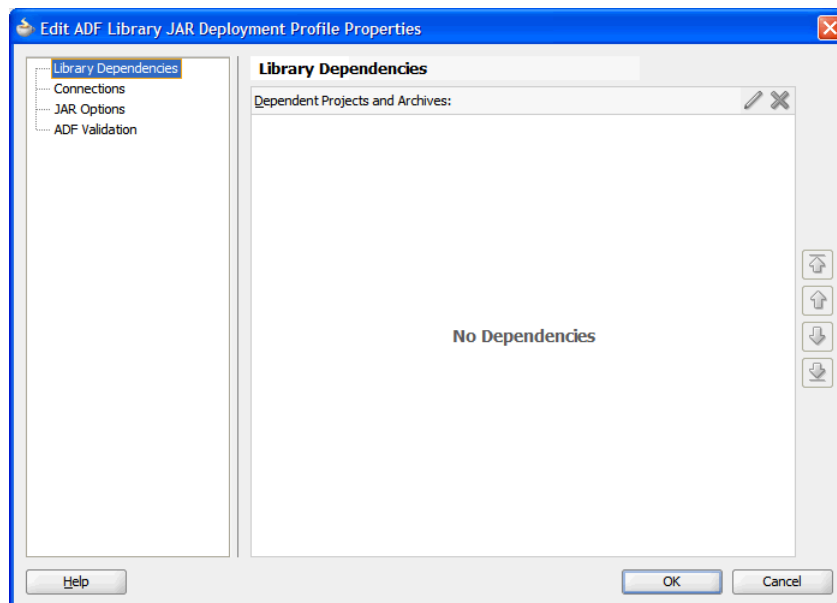 Edit ADF Library JAR Deployment Profile Properties
Library Dependencies
Connections
JAR Options
ADF Validation
Library Dependencies
Dependent Projects and Archives:
No Dependencies
Help
OK
Cancel